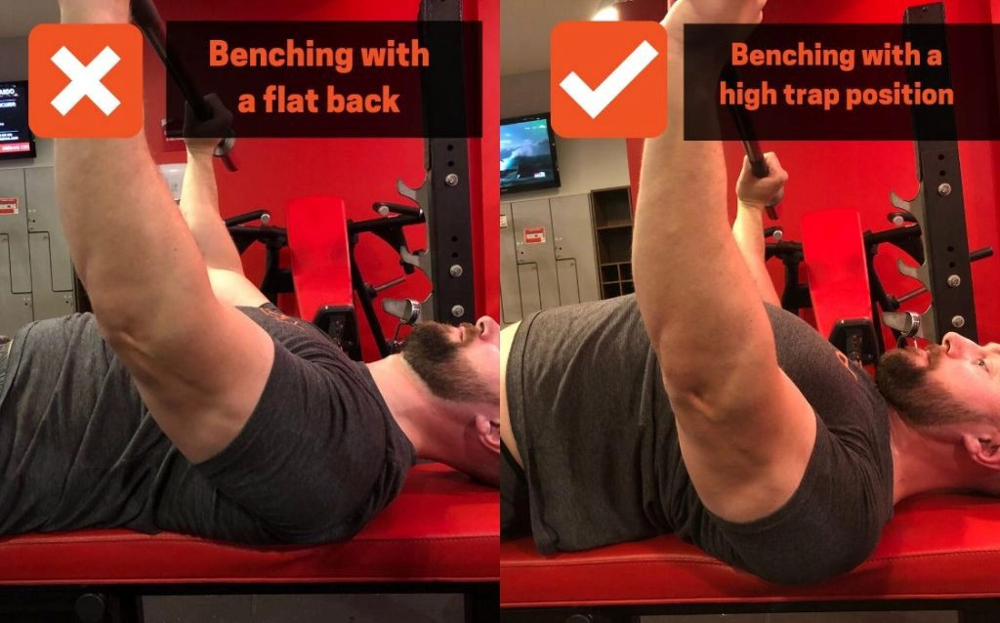 Benching with
a flat back
Benching with a
high trap position